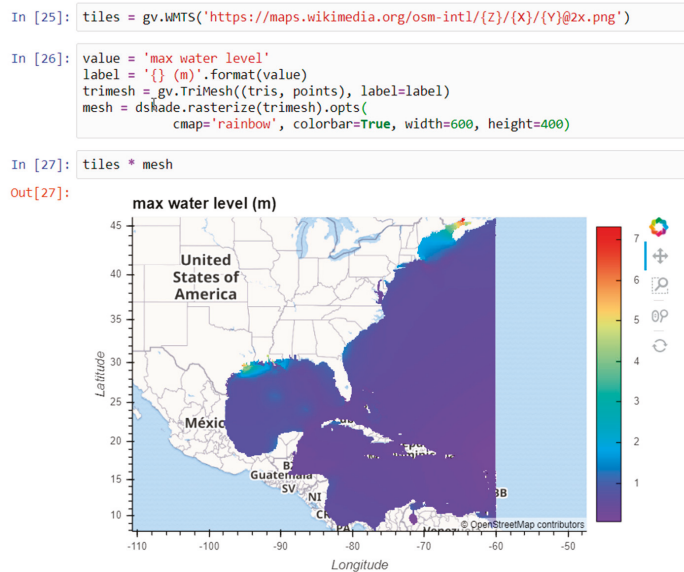 In [25]: tiles = gv.WMTS('https://maps.wikimedia.org/osm-intl/{Z}/{X}/{Y}@2x.png')
In [26]: value = 'max water level'
label = '{} (m)'.format(value)
trimesh = gv.TriMesh((tris, points), label=label)
mesh = dshade.rasterize(trimesh).opts(
cmap='rainbow', colorbar=True, width=600, height=400)
In [27]: tiles * mesh
Out[27]:
max water level (m)
45
40
35
30
25
20
15
10
Latitude
United
States of
America
Méxic
Guatemala
SV
NI
CR
PA
BB
© OpenStreetMap contributors
-110 -100 -90 -80 -70 -60 -50
Longitude
7
6
5
4
3
2
1